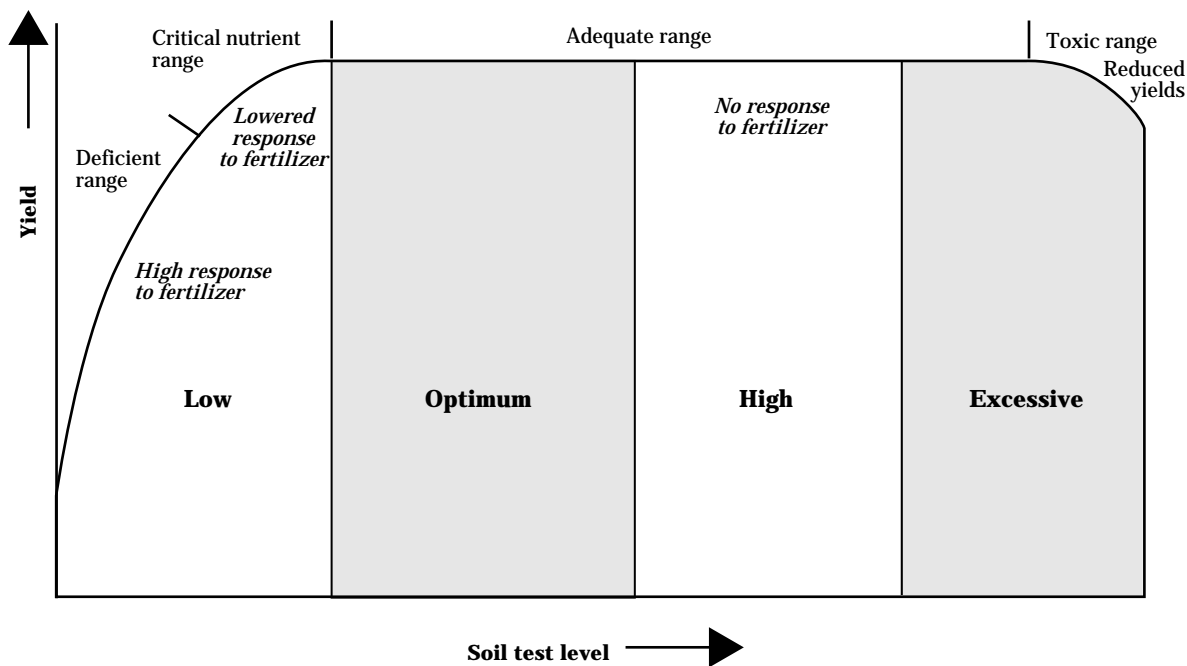 Critical nutrient
range
Adequate range
Toxic range
Reduced
yields
Lowered
response
to fertilizer
No response
to fertilizer
Deficient
range
Yield
High response
to fertilizer
Low
Optimum
High
Excessive
Soil test level